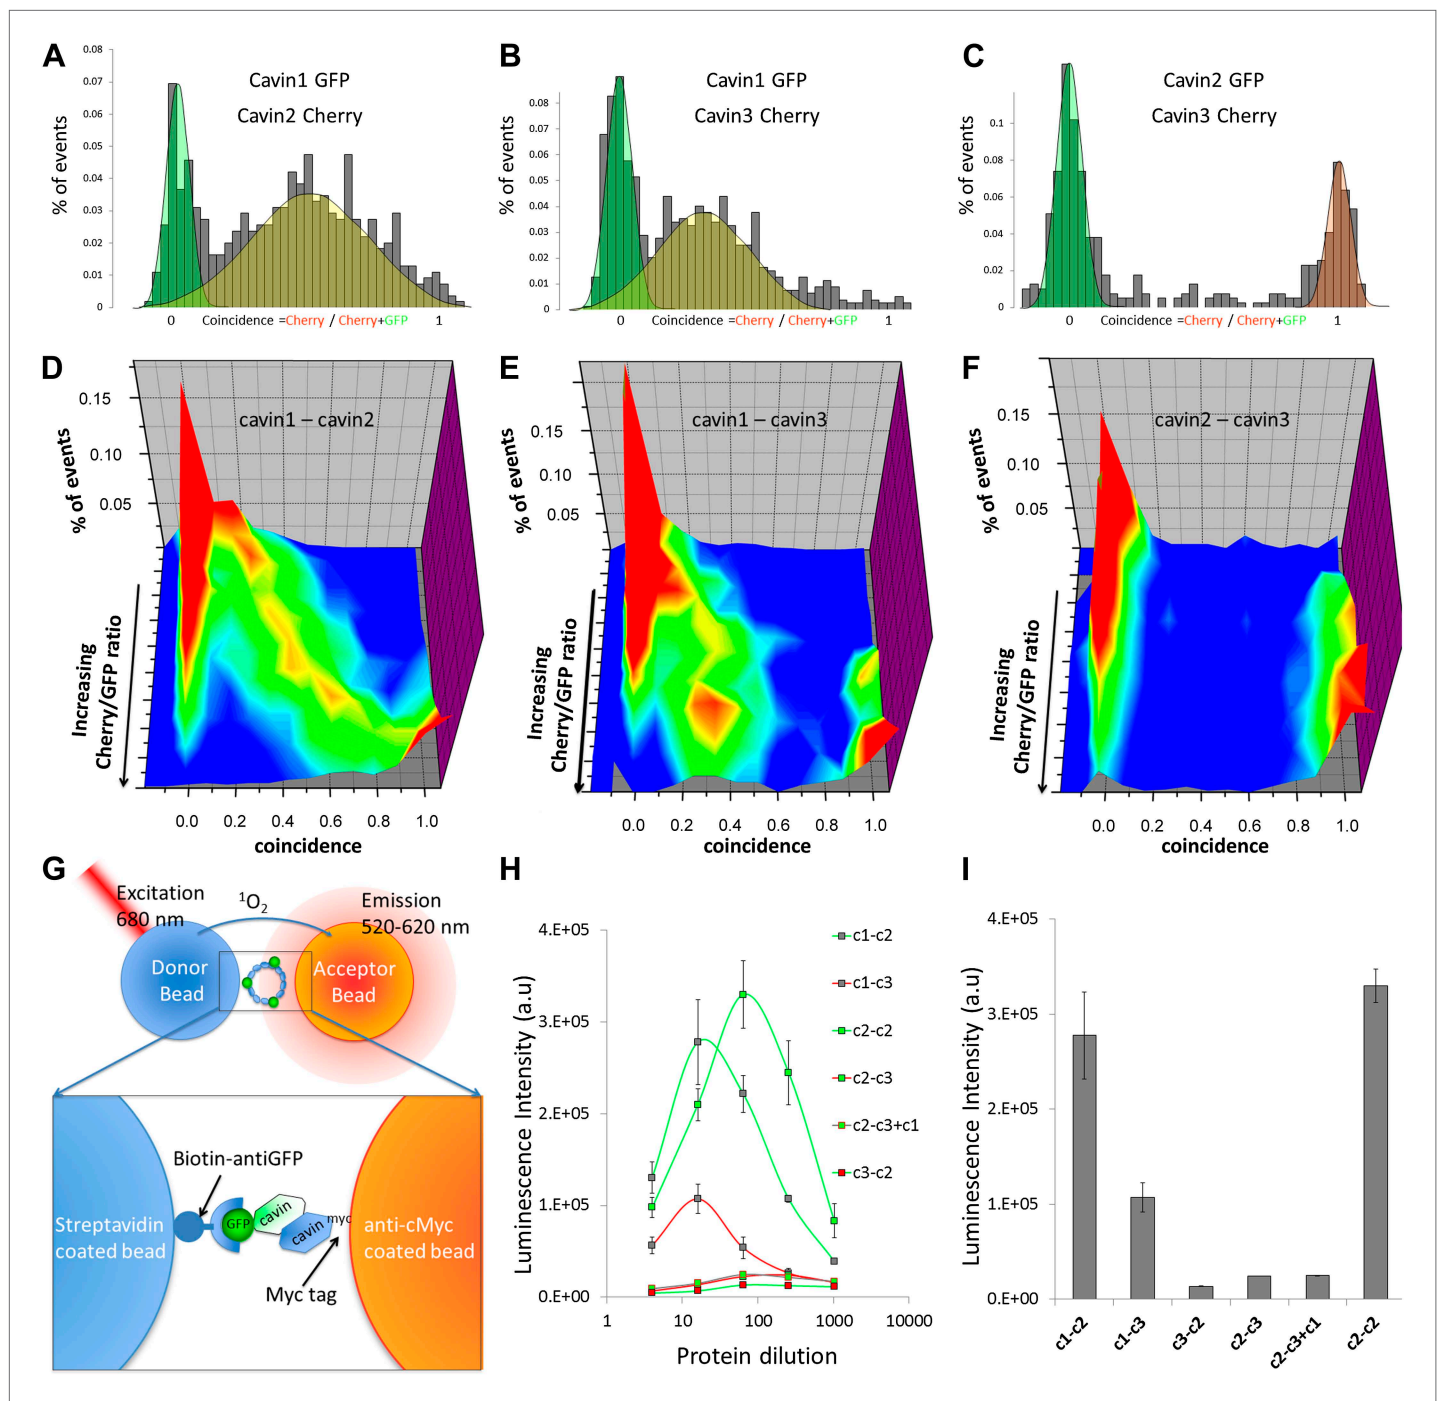 A
Cavin1 GFP
Cavin2 Cherry
% of events
0.08
0.07
0.06
0.05
0.04
0.03
0.02
0.01
0
0
Coincidence =Cherry / Cherry+GFP
1
B
Cavin1 GFP
Cavin3 Cherry
% of events
0.08
0.07
0.06
0.05
0.04
0.03
0.02
0.01
0
0
Coincidence =Cherry / Cherry+GFP
1
C
Cavin2 GFP
Cavin3 Cherry
% of events
0.1
0.08
0.06
0.04
0.02
0
0
Coincidence =Cherry / Cherry+GFP
1
D
cavin1 – cavin2
% of events
0.15
0.10
0.05
Increasing
Cherry/GFP ratio
0.0 0.2 0.4 0.6 0.8 1.0
coincidence
E
cavin1 – cavin3
% of events
0.15
0.10
0.05
Increasing
Cherry/GFP ratio
0.0 0.2 0.4 0.6 0.8 1.0
coincidence
F
cavin2 – cavin3
% of events
0.15
0.10
0.05
Increasing
Cherry/GFP ratio
0.0 0.2 0.4 0.6 0.8 1.0
coincidence
G
Excitation
680 nm
1O2
Emission
520-620 nm
Donor
Bead
Acceptor
Bead
Biotin-antiGFP
Streptavidin
coated bead
GFP
cavin
cavin
myc
anti-cMyc
coated bead
Myc tag
H
Luminescence Intensity (a.u)
4.E+05
3.E+05
2.E+05
1.E+05
0.E+00
1 10 100 1000 10000
Protein dilution
c1-c2
c1-c3
c2-c2
c2-c3
c2-c3+c1
c3-c2
I
Luminescence Intensity (a.u)
4.E+05
3.E+05
2.E+05
1.E+05
0.E+00
c1-c2
c1-c3
c3-c2
c2-c3
c2-c3+c1
c2-c2